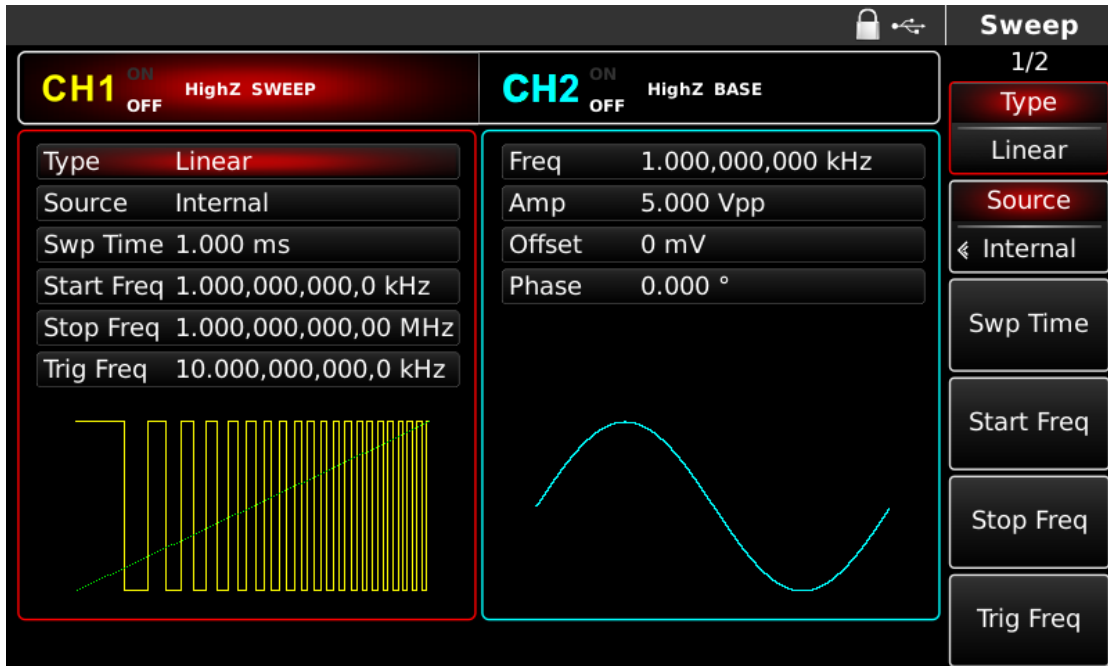 Sweep
1/2
CH1 ON OFF HighZ SWEEP
CH2 ON OFF HighZ BASE
Type Linear
Source Internal
Swp Time 1.000 ms
Start Freq 1.000,000,000,0 kHz
Stop Freq 1.000,000,000,00 MHz
Trig Freq 10.000,000,000,0 kHz
Freq 1.000,000,000 kHz
Amp 5.000 Vpp
Offset 0 mV
Phase 0.000 °
Type
Linear
Source
Internal
Swp Time
Start Freq
Stop Freq
Trig Freq